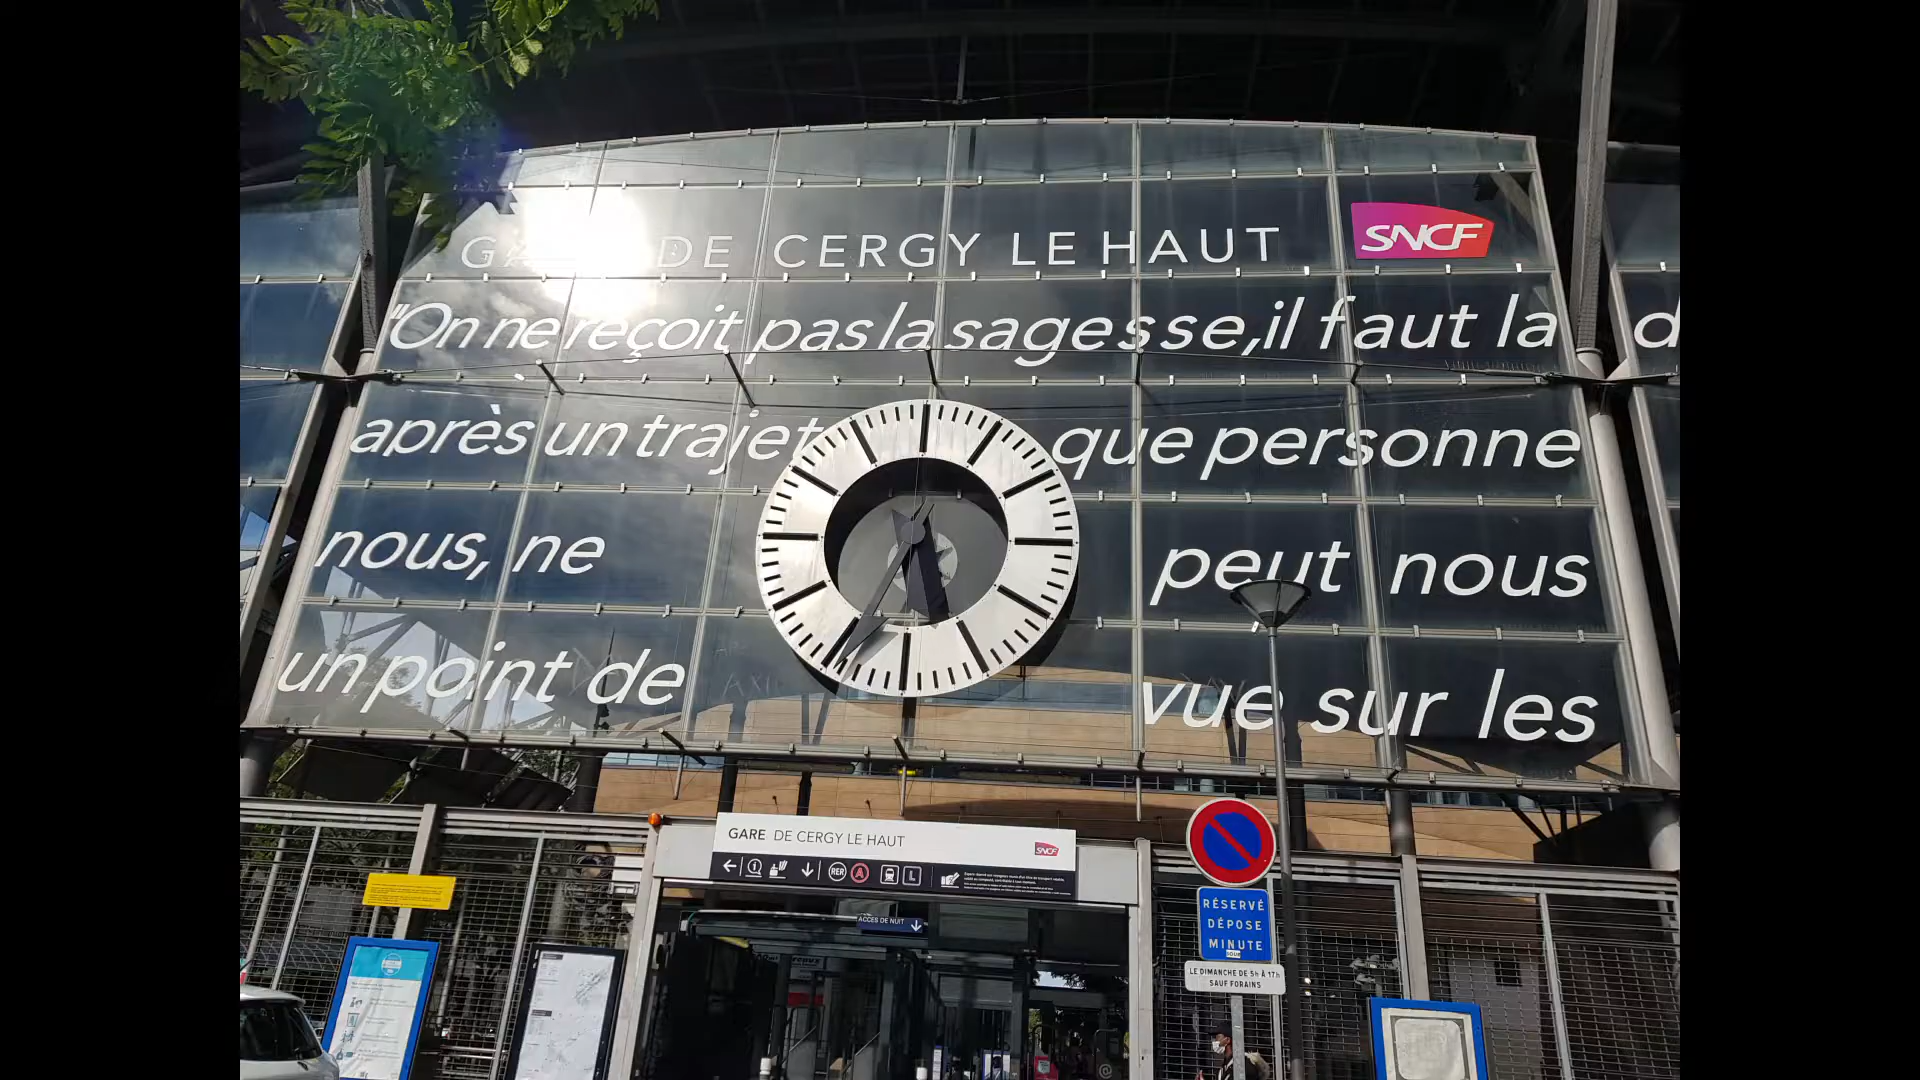 GARE DE CERGY LE HAUT SNCF
"On ne reçoit pas la sagesse, il faut la d
après un trajet que personne
nous, ne peut nous
un point de vue sur les
GARE DE CERGY LE HAUT
SNCF
RER A L
ACCÈS DE NUIT
RÉSERVÉ
DÉPOSE
MINUTE
LE DIMANCHE DE 5h À 17h
SAUF FORAINS